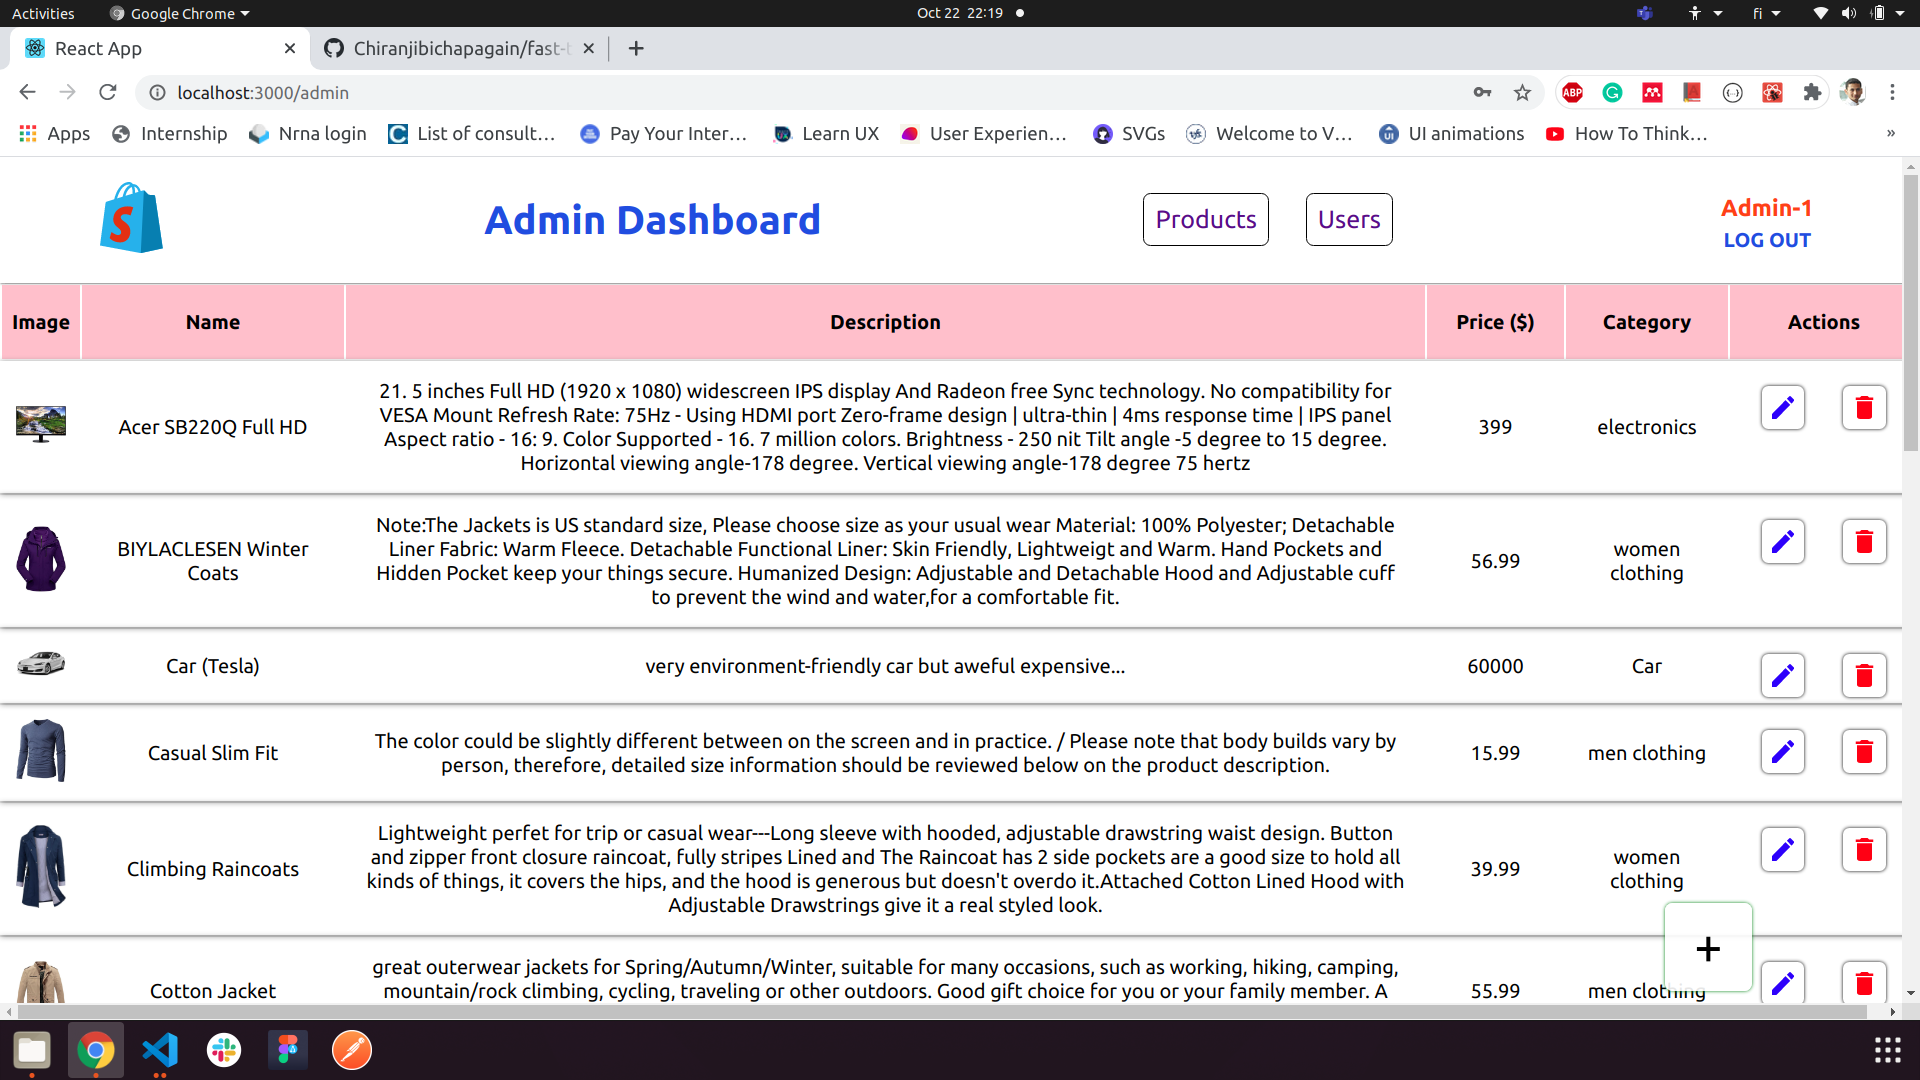 Activities Google Chrome Oct 22 22:19 fi
React App Chiranjibichapagain/fast-t
localhost:3000/admin ABP
Apps Internship Nrna login List of consult... Pay Your Inter... Learn UX User Experien... SVGs Welcome to V... UI animations How To Think... »
S Admin Dashboard Products Users Admin-1
LOG OUT
Image Name Description Price ($) Category Actions
21. 5 inches Full HD (1920 x 1080) widescreen IPS display And Radeon free Sync technology. No compatibility for
VESA Mount Refresh Rate: 75Hz - Using HDMI port Zero-frame design | ultra-thin | 4ms response time | IPS panel
Acer SB220Q Full HD Aspect ratio - 16: 9. Color Supported - 16. 7 million colors. Brightness - 250 nit Tilt angle -5 degree to 15 degree. 399 electronics
Horizontal viewing angle-178 degree. Vertical viewing angle-178 degree 75 hertz
Note:The Jackets is US standard size, Please choose size as your usual wear Material: 100% Polyester; Detachable
BIYLACLESEN Winter Liner Fabric: Warm Fleece. Detachable Functional Liner: Skin Friendly, Lightweigt and Warm. Hand Pockets and 56.99 women
Coats Hidden Pocket keep your things secure. Humanized Design: Adjustable and Detachable Hood and Adjustable cuff clothing
to prevent the wind and water,for a comfortable fit.
Car (Tesla) very environment-friendly car but aweful expensive... 60000 Car
Casual Slim Fit The color could be slightly different between on the screen and in practice. / Please note that body builds vary by 15.99 men clothing
person, therefore, detailed size information should be reviewed below on the product description.
Lightweight perfet for trip or casual wear---Long sleeve with hooded, adjustable drawstring waist design. Button
Climbing Raincoats and zipper front closure raincoat, fully stripes Lined and The Raincoat has 2 side pockets are a good size to hold all 39.99 women
kinds of things, it covers the hips, and the hood is generous but doesn't overdo it.Attached Cotton Lined Hood with clothing
Adjustable Drawstrings give it a real styled look.
great outerwear jackets for Spring/Autumn/Winter, suitable for many occasions, such as working, hiking, camping,
Cotton Jacket mountain/rock climbing, cycling, traveling or other outdoors. Good gift choice for you or your family member. A 55.99 men clothing